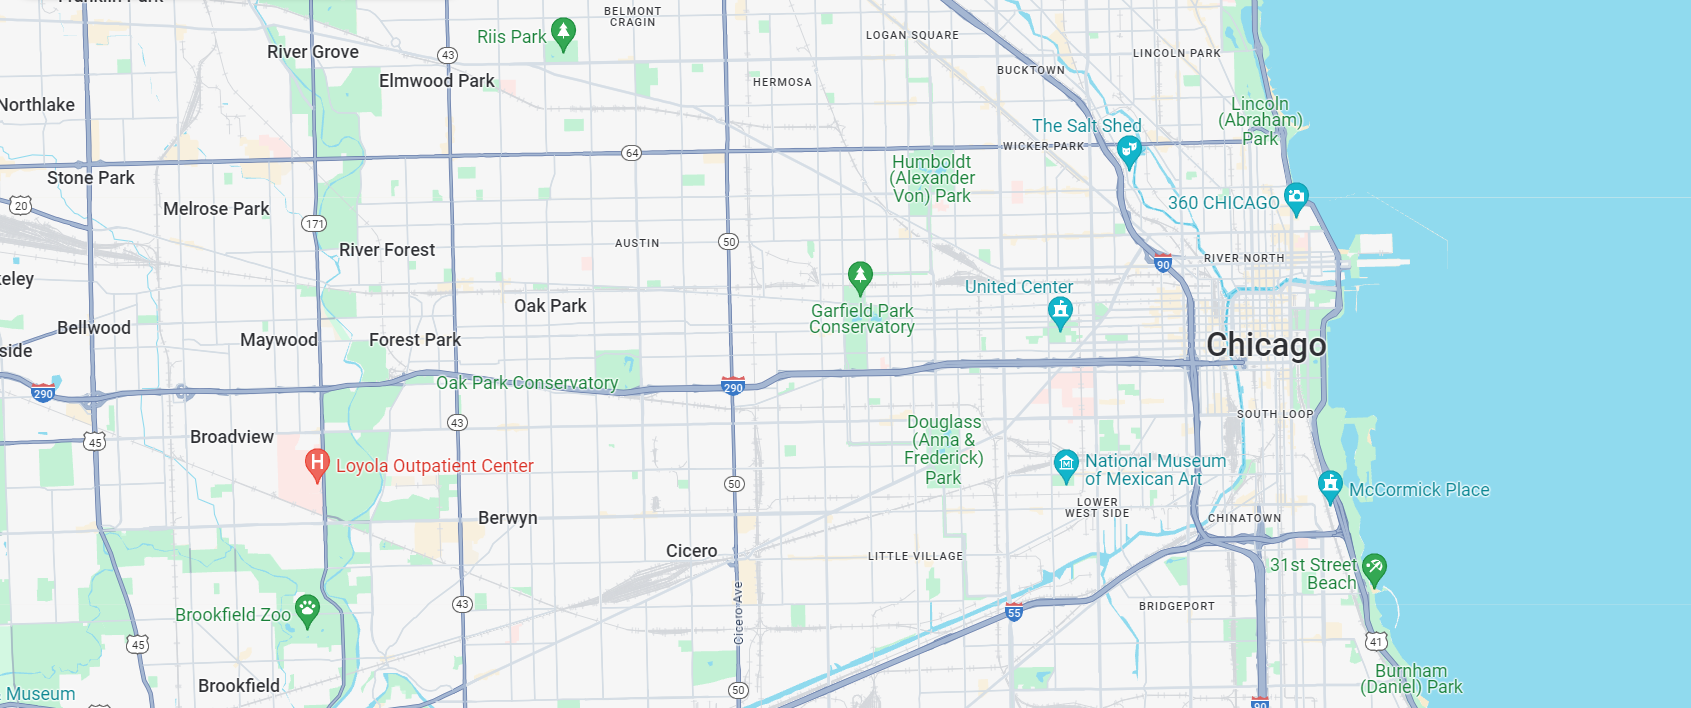 Franklin Park
BELMONT
CRAGIN
Riis Park
LOGAN SQUARE
River Grove
43
LINCOLN PARK
Elmwood Park
HERMOSA
BUCKTOWN
Northlake
Lincoln
(Abraham)
Park
The Salt Shed
WICKER PARK
64
Humboldt
(Alexander
Von) Park
Stone Park
20
Melrose Park
360 CHICAGO
171
River Forest
AUSTIN
50
RIVER NORTH
90
keley
United Center
Oak Park
Garfield Park
Conservatory
Bellwood
Maywood
Forest Park
Chicago
side
290
Oak Park Conservatory
290
SOUTH LOOP
43
Douglass
(Anna &
Frederick)
Park
Broadview
45
H
Loyola Outpatient Center
National Museum
of Mexican Art
50
McCormick Place
LOWER
WEST SIDE
Berwyn
CHINATOWN
Cicero
LITTLE VILLAGE
31st Street
Beach
43
Cicero Ave
55
BRIDGEPORT
Brookfield Zoo
45
41
Brookfield
Burnham
(Daniel) Park
Museum
50
90